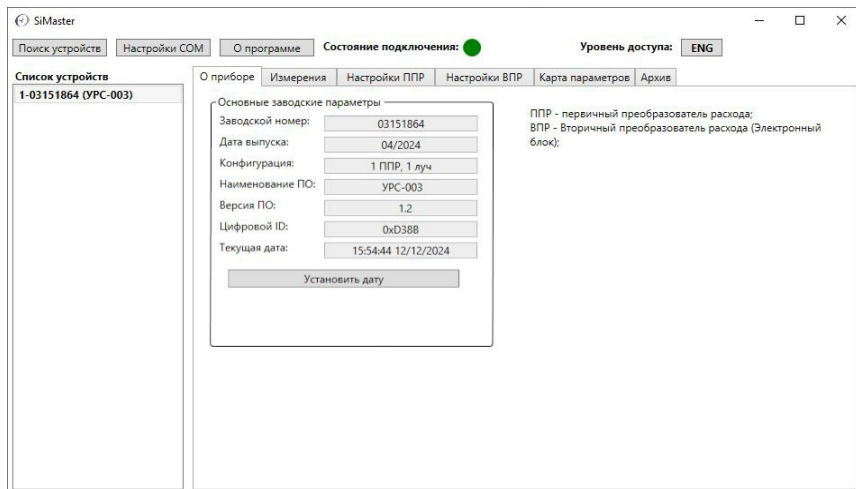 SiMaster
Поиск устройств Настройки COM О программе Состояние подключения: Уровень доступа: ENG
Список устройств
1-03151864 (УРС-003)
О приборе Измерения Настройки ППР Настройки ВПР Карта параметров Архив
Основные заводские параметры
Заводской номер: 03151864
Дата выпуска: 04/2024
Конфигурация: 1 ППР, 1 луч
Наименование ПО: УРС-003
Версия ПО: 1.2
Цифровой ID: 0xD38B
Текущая дата: 15:54:44 12/12/2024
Установить дату
ППР - первичный преобразователь расхода;
ВПР - Вторичный преобразователь расхода (Электронный
блок);